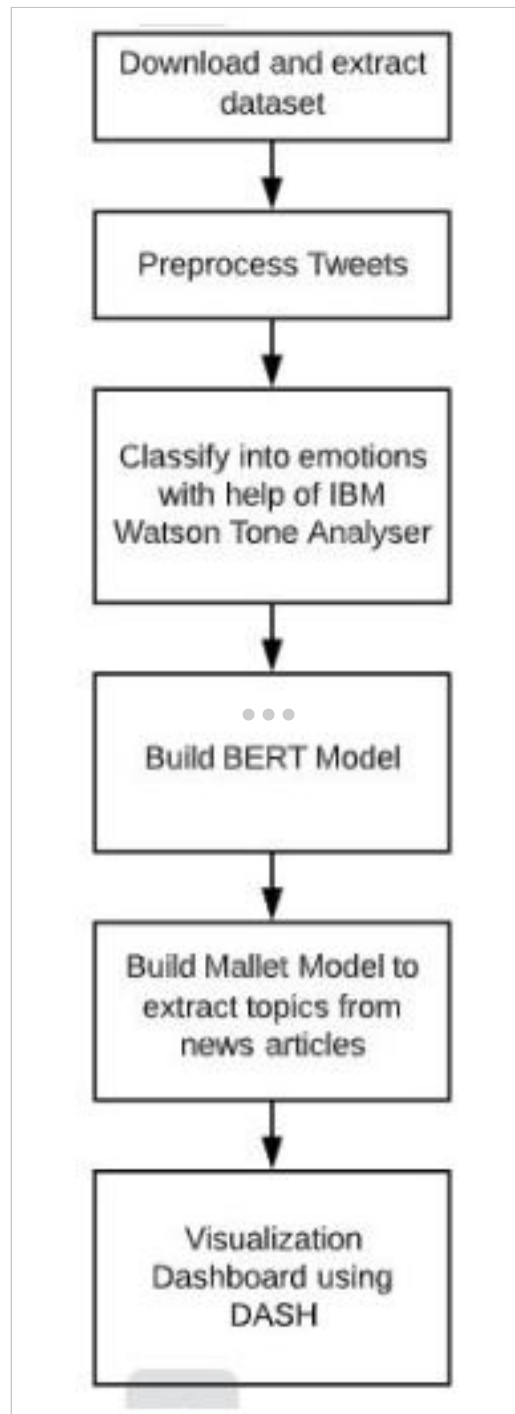 Download and extract
dataset
Preprocess Tweets
Classify into emotions
with help of IBM
Watson Tone Analyser
Build BERT Model
Build Mallet Model to
extract topics from
news articles
Visualization
Dashboard using
DASH